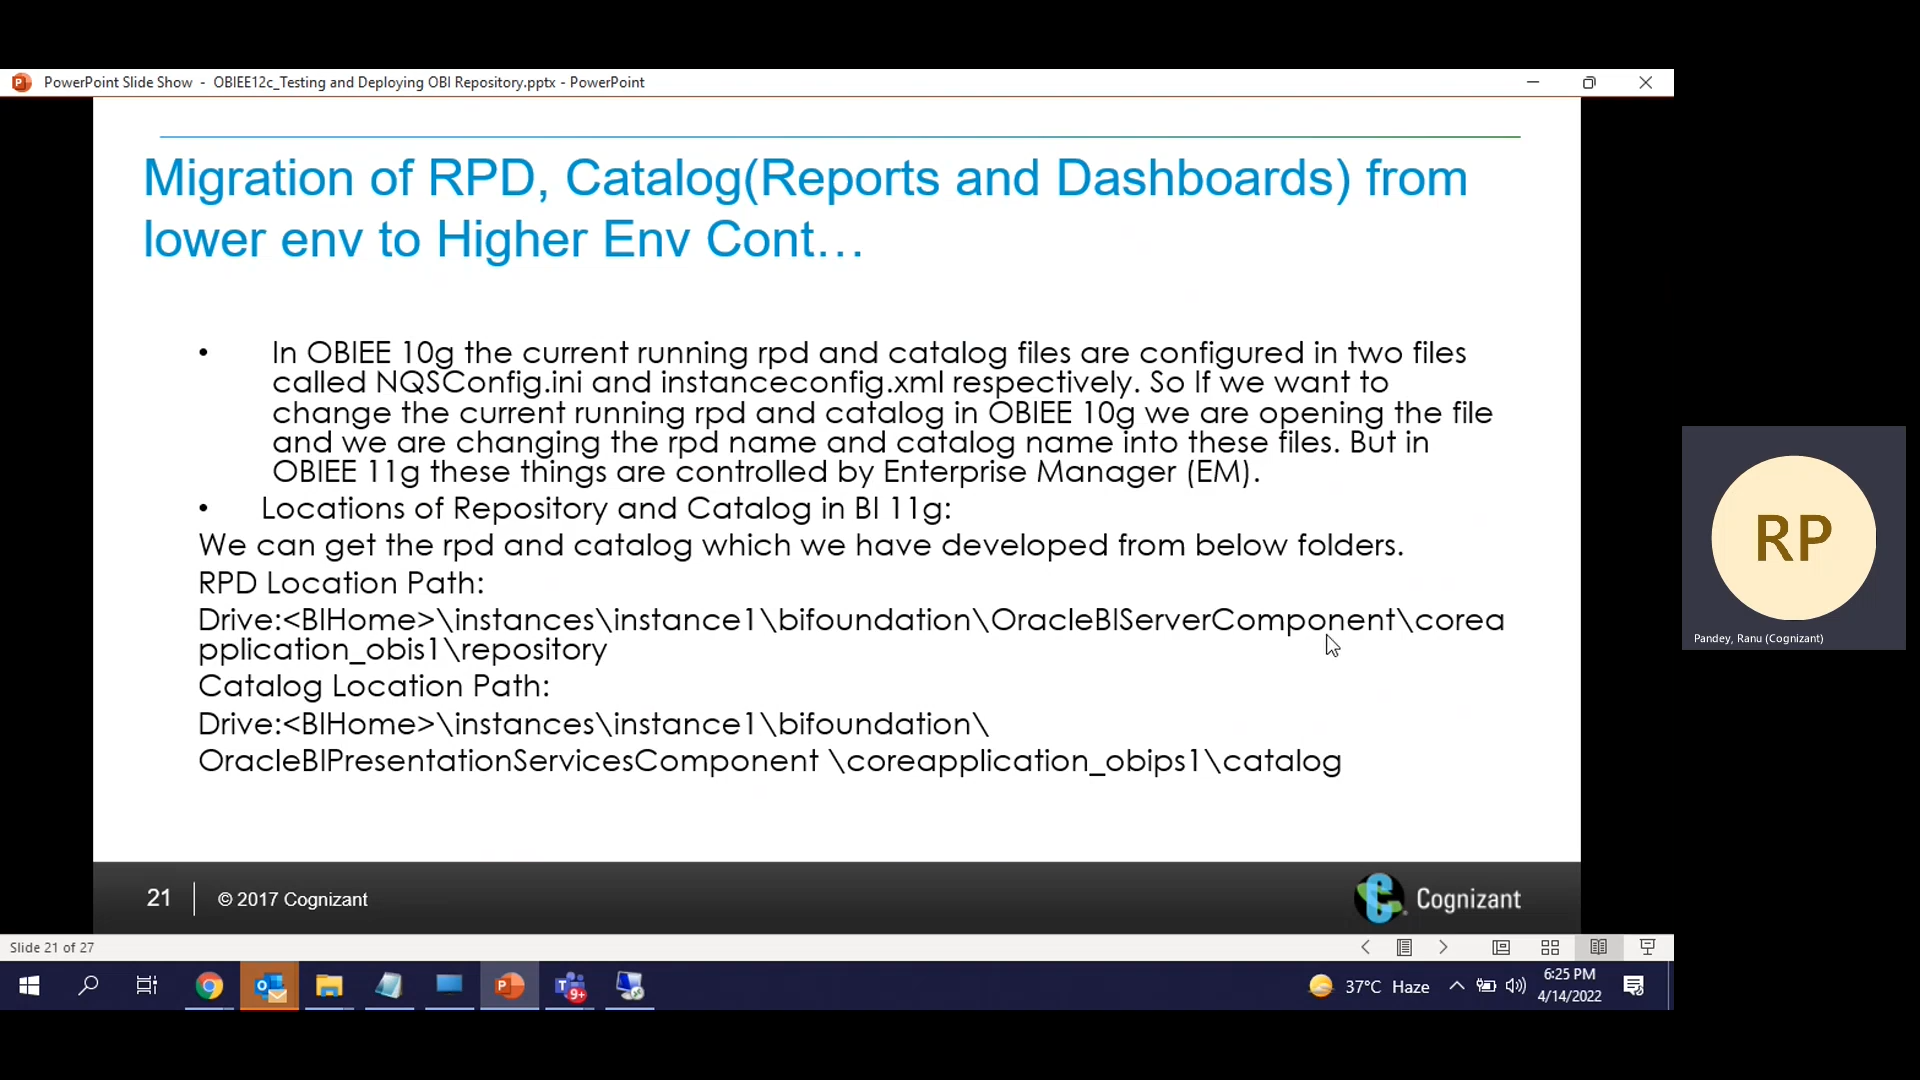 PowerPoint Slide Show - OBIEE12c_Testing and Deploying OBI Repository.pptx - PowerPoint
Migration of RPD, Catalog(Reports and Dashboards) from
lower env to Higher Env Cont…
• In OBIEE 10g the current running rpd and catalog files are configured in two files
called NQSConfig.ini and instanceconfig.xml respectively. So If we want to
change the current running rpd and catalog in OBIEE 10g we are opening the file
and we are changing the rpd name and catalog name into these files. But in
OBIEE 11g these things are controlled by Enterprise Manager (EM).
• Locations of Repository and Catalog in BI 11g:
We can get the rpd and catalog which we have developed from below folders.
RPD Location Path:
Drive:<BIHome>\instances\instance1\bifoundation\OracleBIServerComponent\corea
pplication_obis1\repository
Catalog Location Path:
Drive:<BIHome>\instances\instance1\bifoundation\
OracleBIPresentationServicesComponent \coreapplication_obips1\catalog
RP
Pandey, Ranu (Cognizant)
21
© 2017 Cognizant
Cognizant
Slide 21 of 27
9+
37°C Haze
6:25 PM
4/14/2022